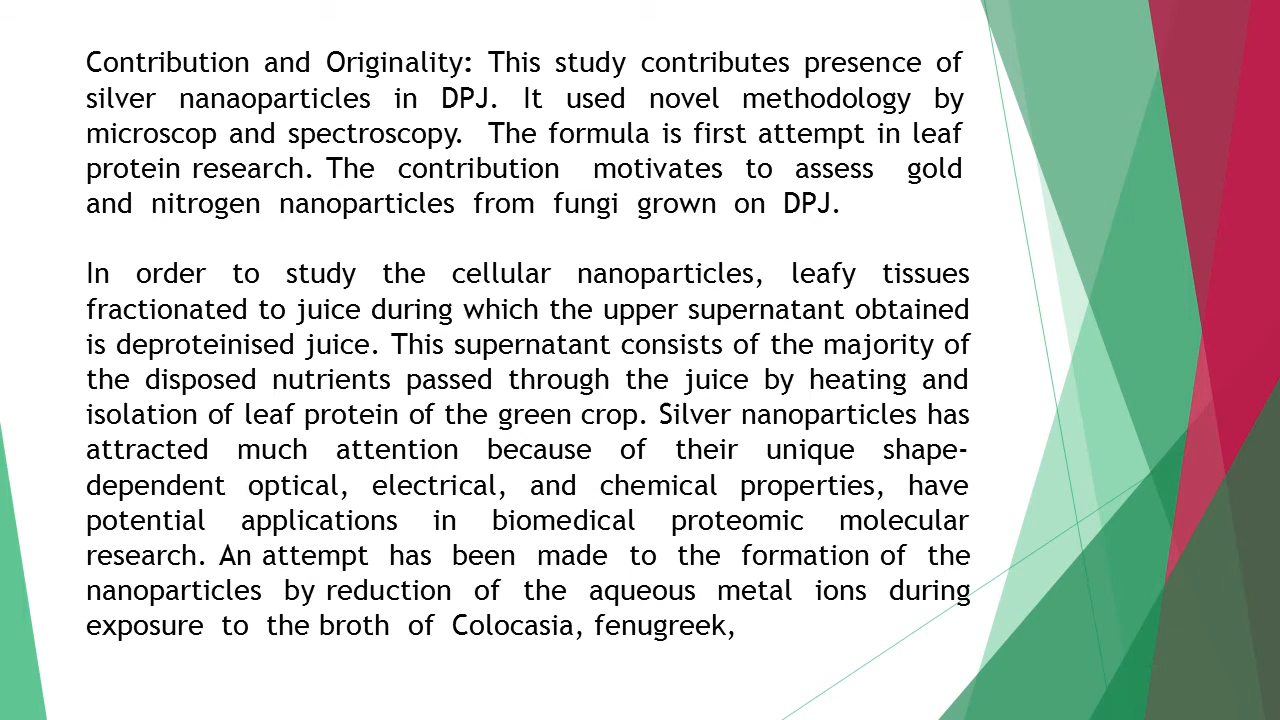 Contribution and Originality: This study contributes presence of
silver nanaoparticles in DPJ. It used novel methodology by
microscop and spectroscopy. The formula is first attempt in leaf
protein research. The contribution motivates to assess gold
and nitrogen nanoparticles from fungi grown on DPJ.
In order to study the cellular nanoparticles, leafy tissues
fractionated to juice during which the upper supernatant obtained
is deproteinised juice. This supernatant consists of the majority of
the disposed nutrients passed through the juice by heating and
isolation of leaf protein of the green crop. Silver nanoparticles has
attracted much attention because of their unique shape-
dependent optical, electrical, and chemical properties, have
potential applications in biomedical proteomic molecular
research. An attempt has been made to the formation of the
nanoparticles by reduction of the aqueous metal ions during
exposure to the broth of Colocasia, fenugreek,